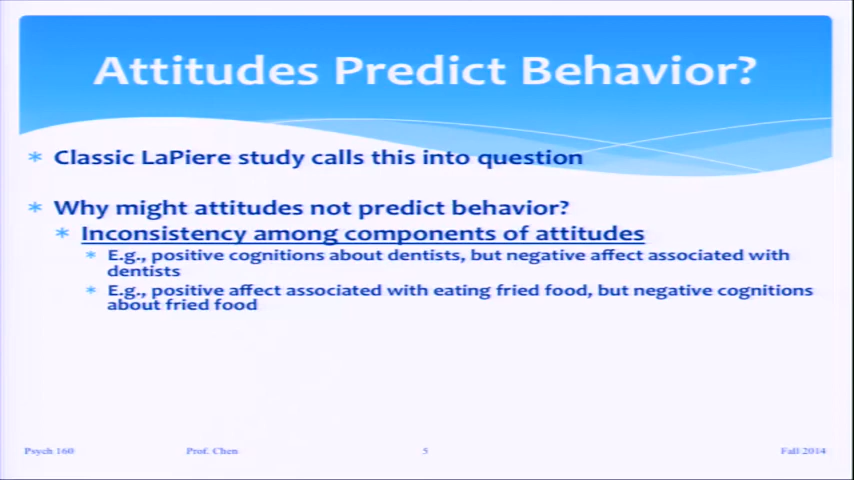 Attitudes Predict Behavior?
* Classic LaPiere study calls this into question
* Why might attitudes not predict behavior?
* Inconsistency among components of attitudes
* E.g., positive cognitions about dentists, but negative affect associated with
dentists
* E.g., positive affect associated with eating fried food, but negative cognitions
about fried food
Psych 160 Prof. Chen 5 Fall 2014